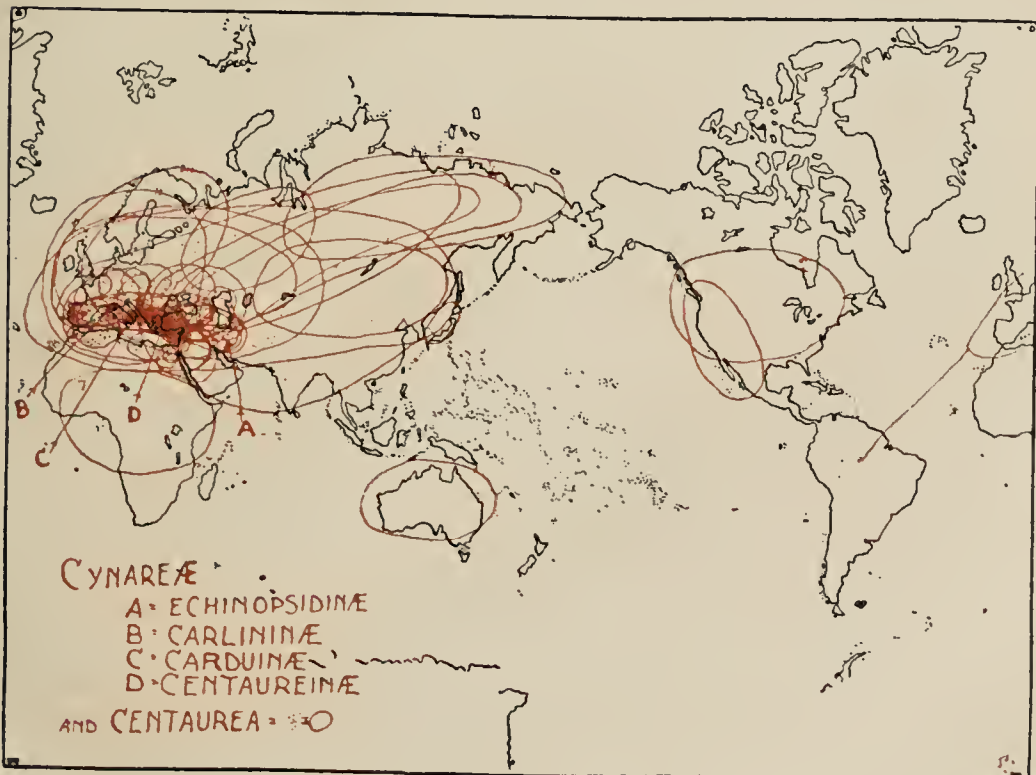 B
C
D
A
CYNAREÆ
A = ECHINOPSIDINÆ
B = CARLININÆ
C = CARDUINÆ
D = CENTAUREINÆ
AND CENTAUREA =